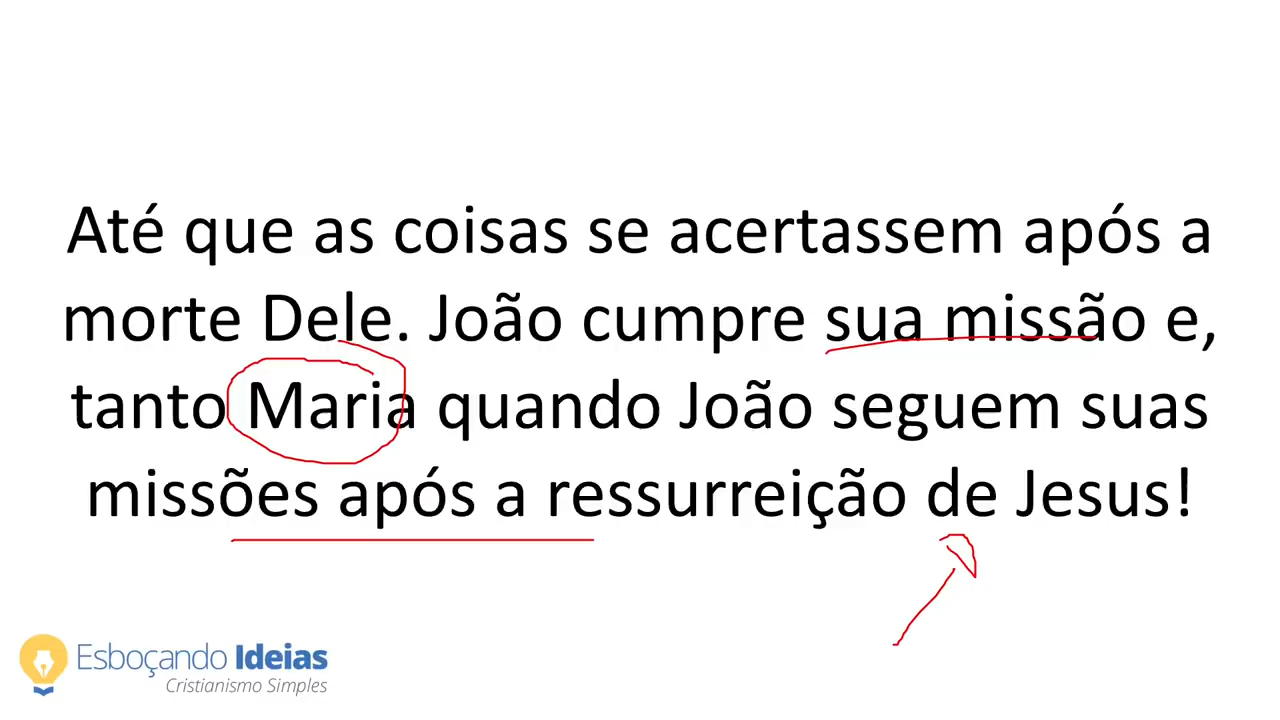 Até que as coisas se acertassem após a
morte Dele. João cumpre sua missão e,
tanto Maria quando João seguem suas
missões após a ressurreição de Jesus!
Esboçando Ideias
Cristianismo Simples